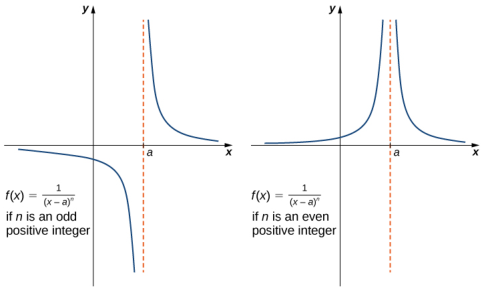 y
x
a
f(x) = 1/(x – a)ⁿ
if n is an odd
positive integer
y
x
a
f(x) = 1/(x – a)ⁿ
if n is an even
positive integer